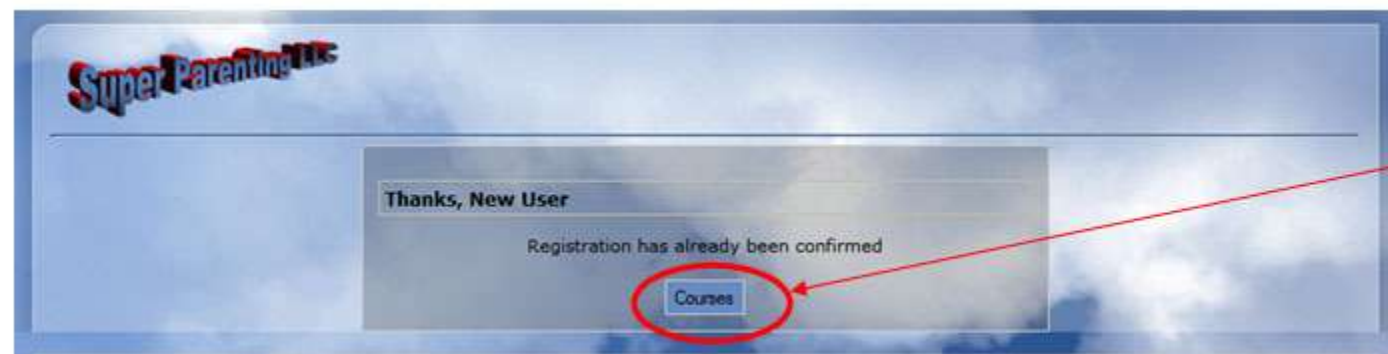 Super Parenting LLC
Thanks, New User
Registration has already been confirmed
Courses